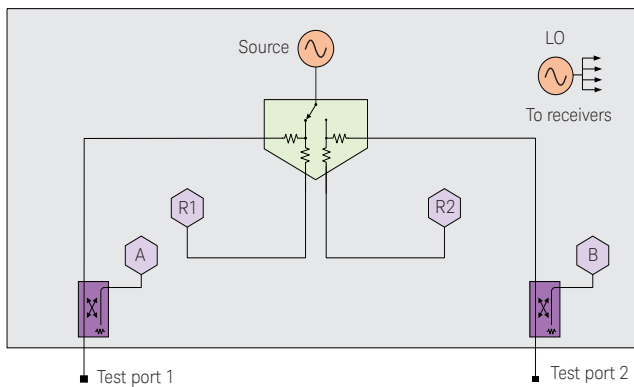 Source
LO
To receivers
R1
R2
A
B
Test port 1
Test port 2